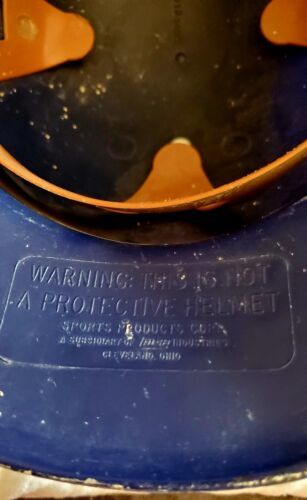 WARNING: THIS IS NOT
A PROTECTIVE HELMET
SPORTS PRODUCTS CORP.
A SUBSIDIARY OF INDUSTRIES
CLEVELAND, OHIO